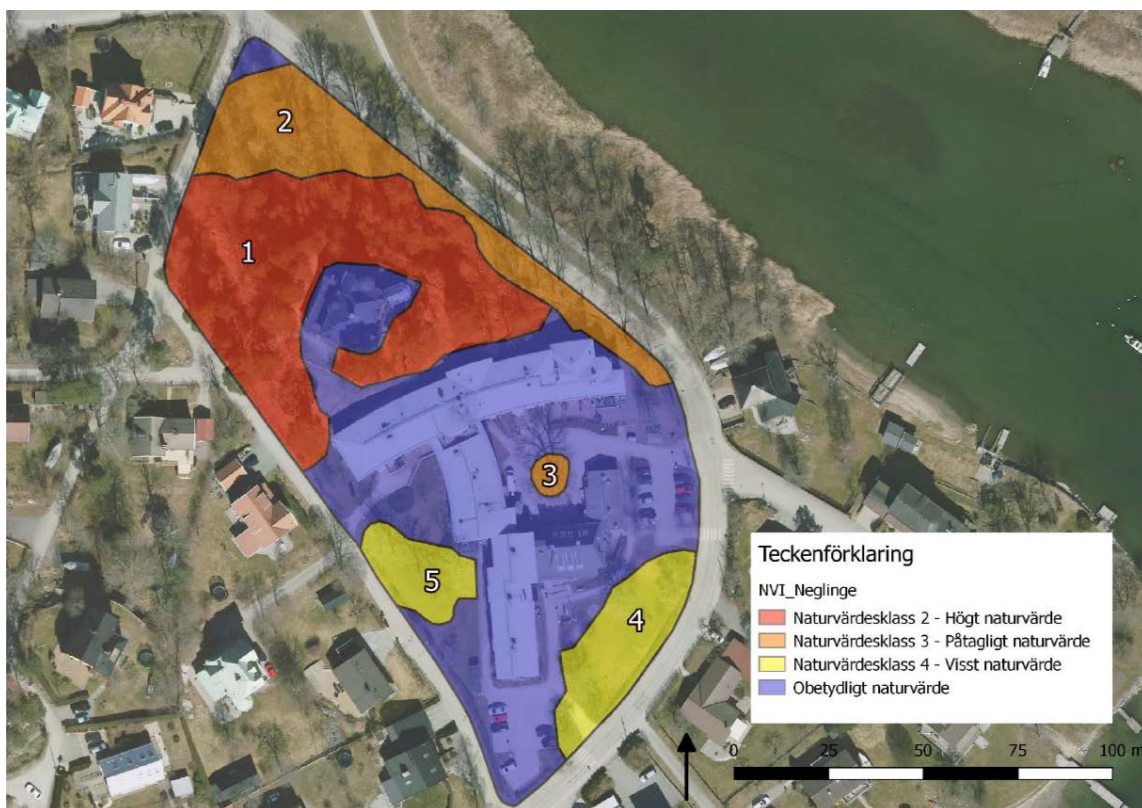 2
1
3
5
4
Teckenförklaring
NVI_Neglinge
Naturvärdesklass 2 - Högt naturvärde
Naturvärdesklass 3 - Påtagligt naturvärde
Naturvärdesklass 4 - Visst naturvärde
Obetydligt naturvärde
0 25 50 75 100 m